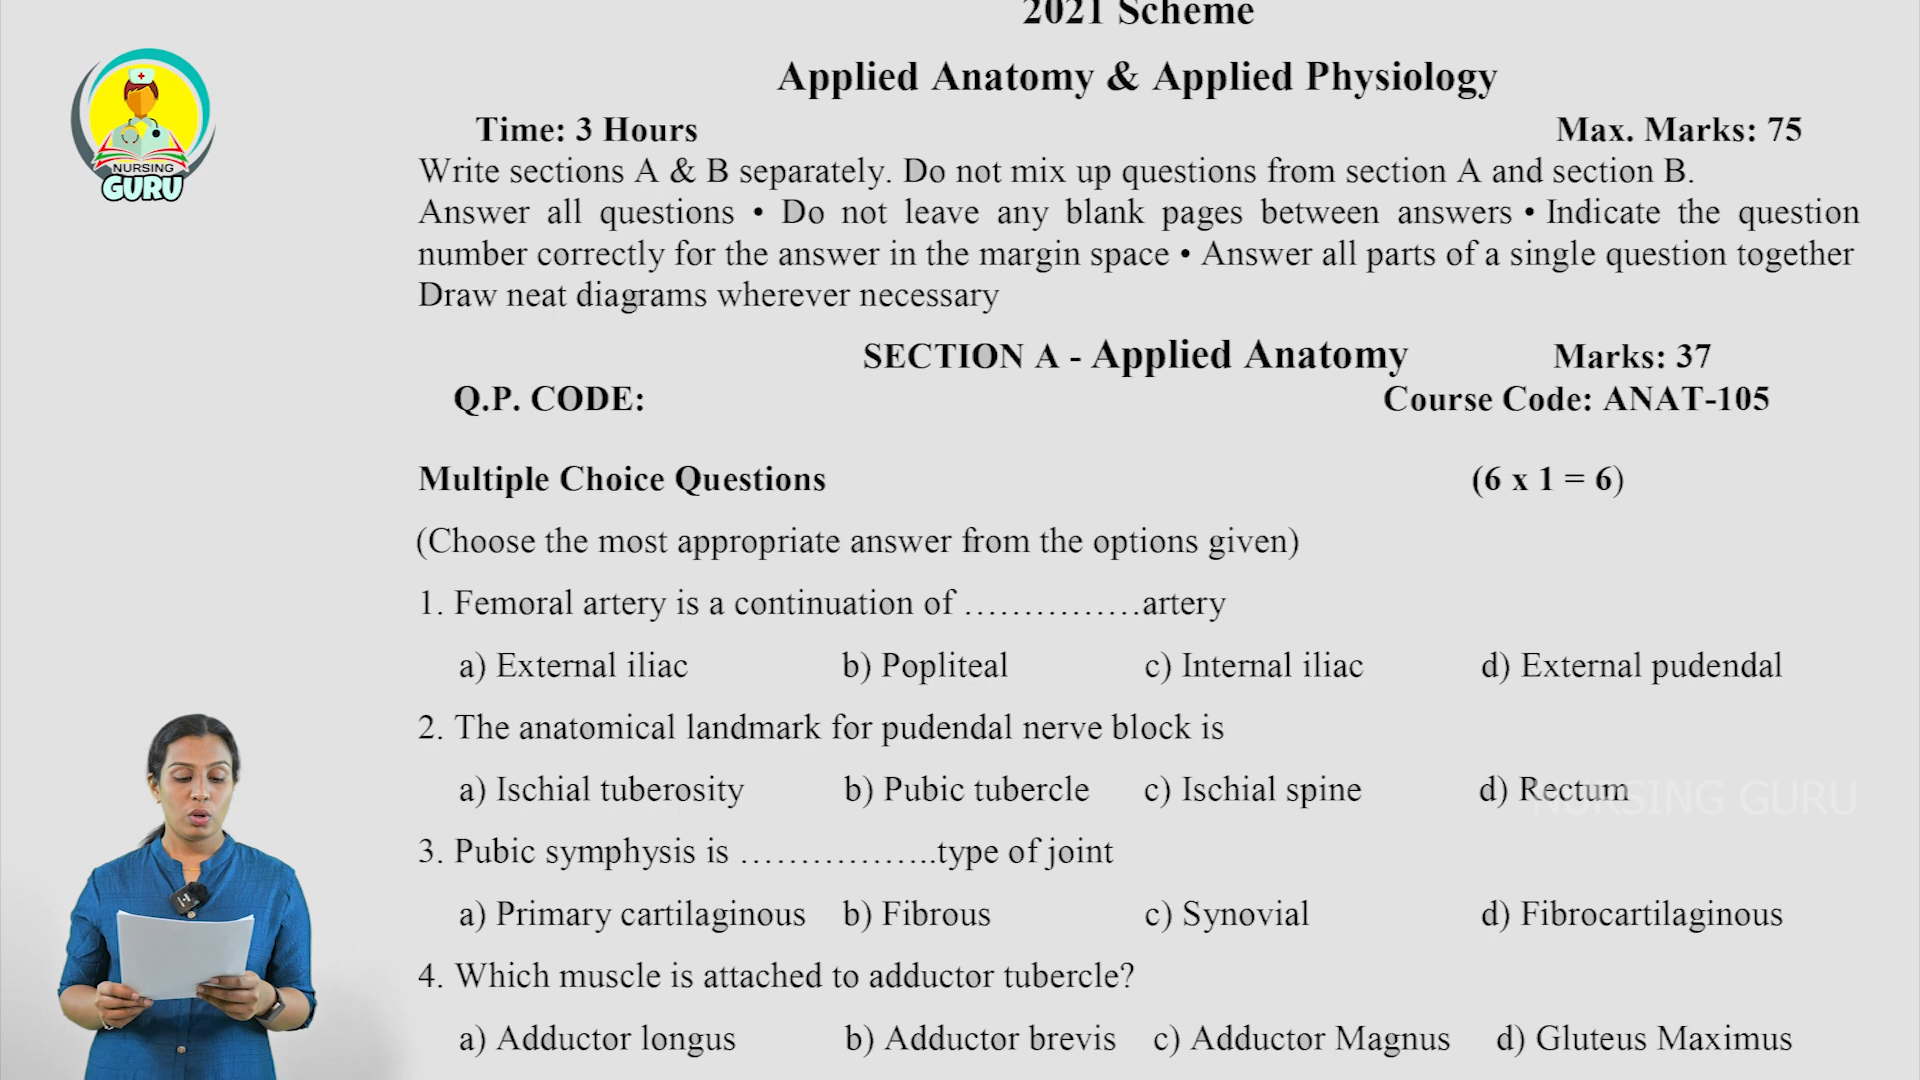 2021 Scheme
Applied Anatomy & Applied Physiology
Time: 3 Hours Max. Marks: 75
Write sections A & B separately. Do not mix up questions from section A and section B.
Answer all questions • Do not leave any blank pages between answers • Indicate the question
number correctly for the answer in the margin space • Answer all parts of a single question together
Draw neat diagrams wherever necessary
SECTION A - Applied Anatomy Marks: 37
Q.P. CODE: Course Code: ANAT-105
Multiple Choice Questions (6 x 1 = 6)
(Choose the most appropriate answer from the options given)
1. Femoral artery is a continuation of ……………artery
a) External iliac b) Popliteal c) Internal iliac d) External pudendal
2. The anatomical landmark for pudendal nerve block is
a) Ischial tuberosity b) Pubic tubercle c) Ischial spine d) Rectum
3. Pubic symphysis is ……………..type of joint
a) Primary cartilaginous b) Fibrous c) Synovial d) Fibrocartilaginous
4. Which muscle is attached to adductor tubercle?
a) Adductor longus b) Adductor brevis c) Adductor Magnus d) Gluteus Maximus
NURSING
GURU
NURSING GURU